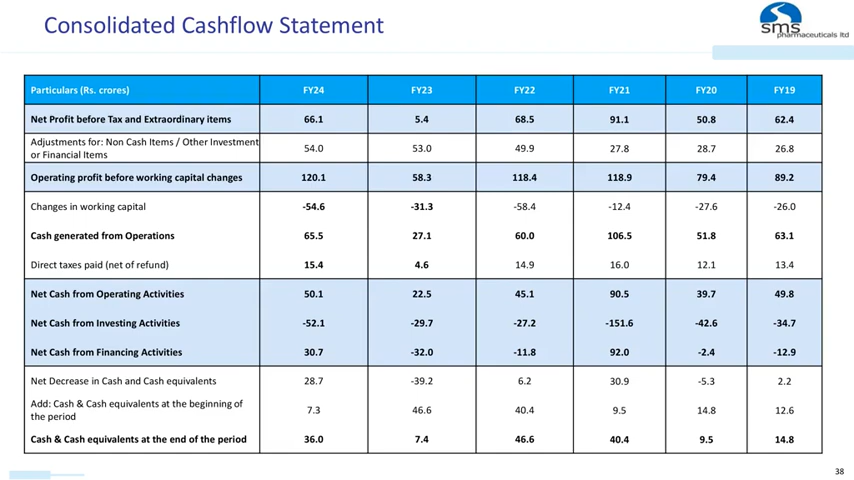 Consolidated Cashflow Statement
sms
pharmaceuticals ltd
Particulars (Rs. crores) FY24 FY23 FY22 FY21 FY20 FY19
Net Profit before Tax and Extraordinary items 66.1 5.4 68.5 91.1 50.8 62.4
Adjustments for: Non Cash Items / Other Investment
or Financial Items 54.0 53.0 49.9 27.8 28.7 26.8
Operating profit before working capital changes 120.1 58.3 118.4 118.9 79.4 89.2
Changes in working capital -54.6 -31.3 -58.4 -12.4 -27.6 -26.0
Cash generated from Operations 65.5 27.1 60.0 106.5 51.8 63.1
Direct taxes paid (net of refund) 15.4 4.6 14.9 16.0 12.1 13.4
Net Cash from Operating Activities 50.1 22.5 45.1 90.5 39.7 49.8
Net Cash from Investing Activities -52.1 -29.7 -27.2 -151.6 -42.6 -34.7
Net Cash from Financing Activities 30.7 -32.0 -11.8 92.0 -2.4 -12.9
Net Decrease in Cash and Cash equivalents 28.7 -39.2 6.2 30.9 -5.3 2.2
Add: Cash & Cash equivalents at the beginning of
the period 7.3 46.6 40.4 9.5 14.8 12.6
Cash & Cash equivalents at the end of the period 36.0 7.4 46.6 40.4 9.5 14.8
38